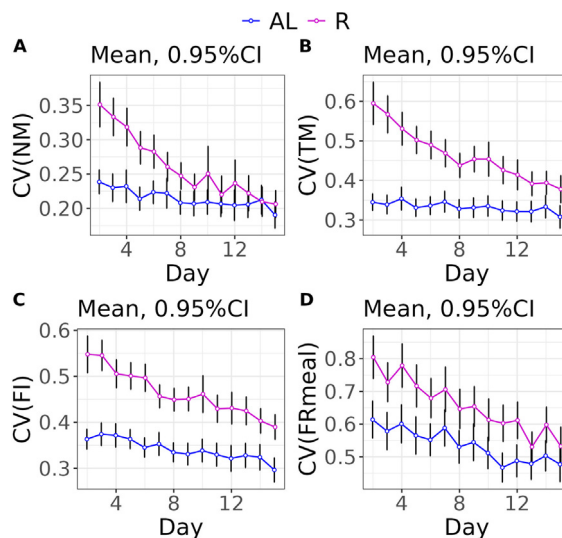 AL R
A
Mean, 0.95%CI
CV(NM)
0.35
0.30
0.25
0.20
4 8 12
Day
B
Mean, 0.95%CI
CV(TM)
0.6
0.5
0.4
0.3
4 8 12
Day
C
Mean, 0.95%CI
CV(FI)
0.6
0.5
0.4
0.3
4 8 12
Day
D
Mean, 0.95%CI
CV(FRmeal)
0.8
0.7
0.6
0.5
4 8 12
Day